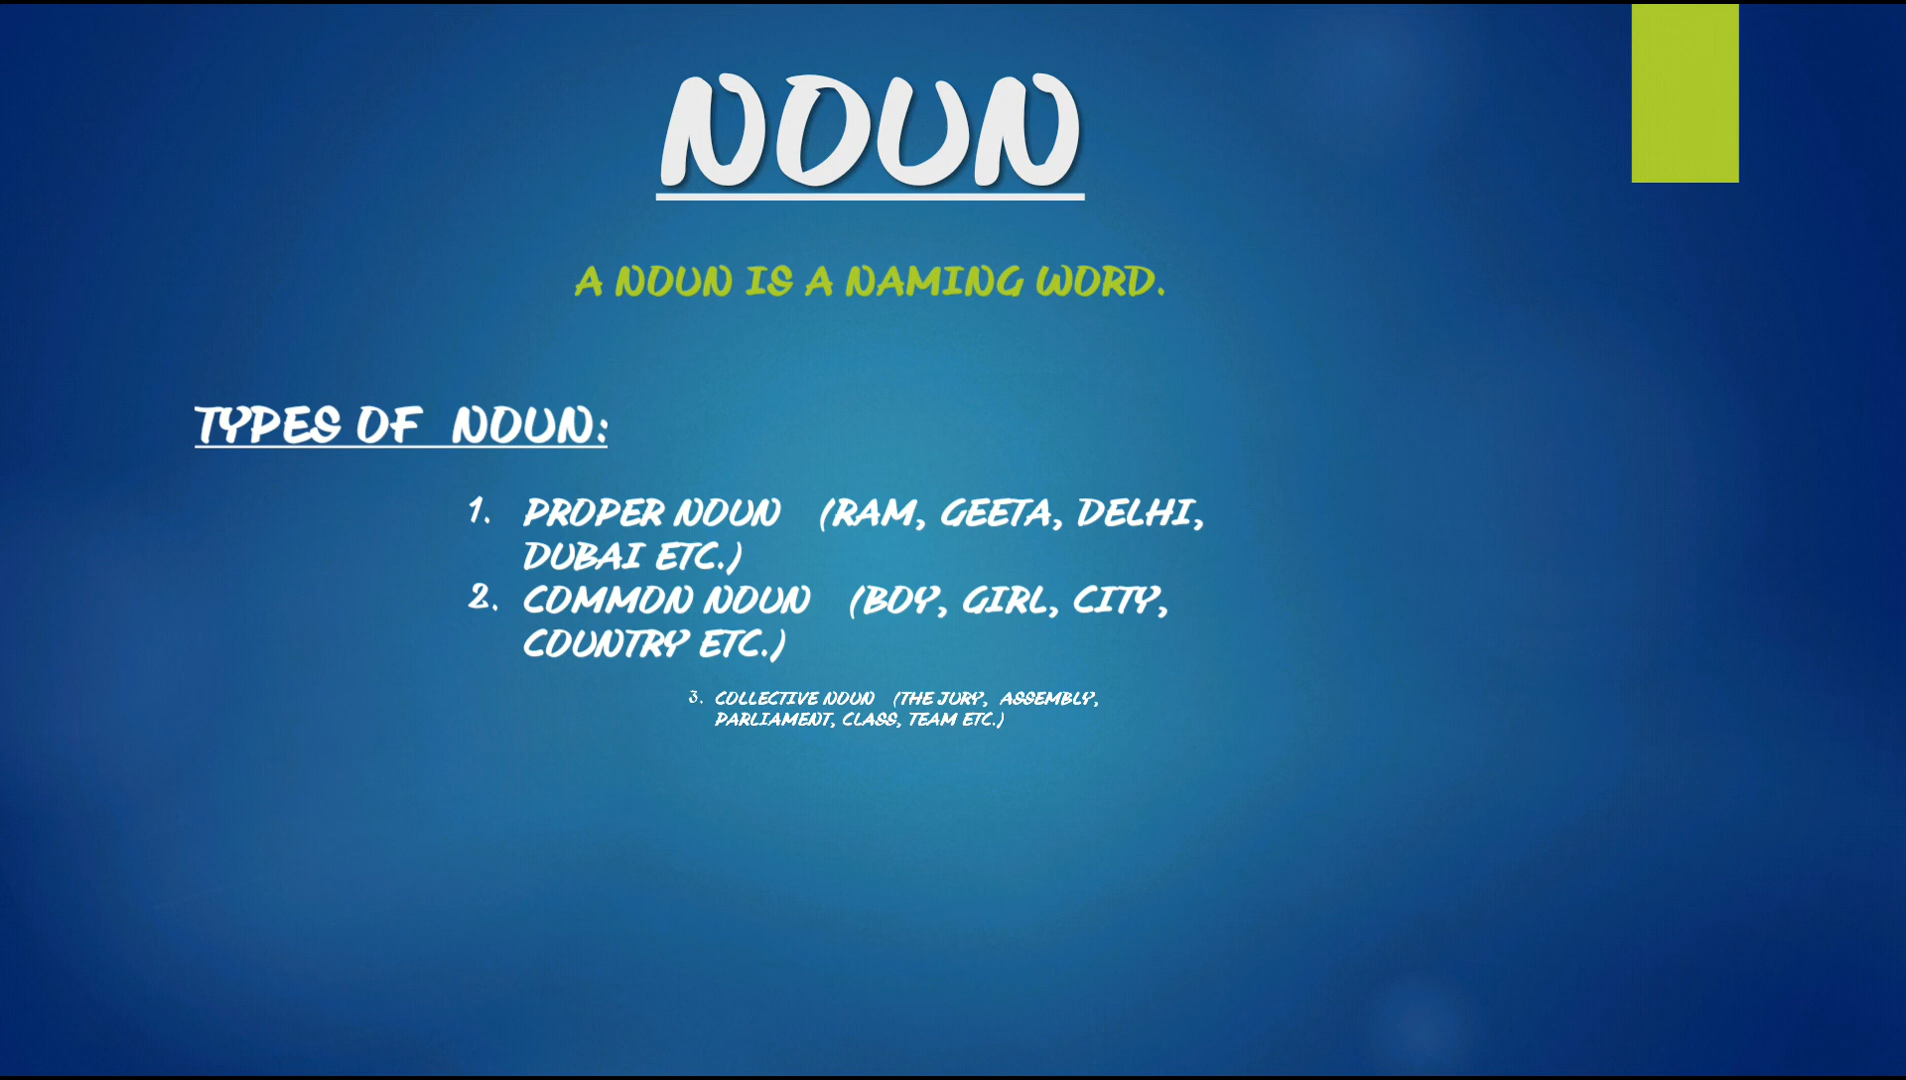 NOUN
A NOUN IS A NAMING WORD.
TYPES OF NOUN:
1. PROPER NOUN (RAM, GEETA, DELHI,
DUBAI ETC.)
2. COMMON NOUN (BOY, GIRL, CITY,
COUNTRY ETC.)
3. COLLECTIVE NOUN (THE JURY, ASSEMBLY,
PARLIAMENT, CLASS, TEAM ETC.)